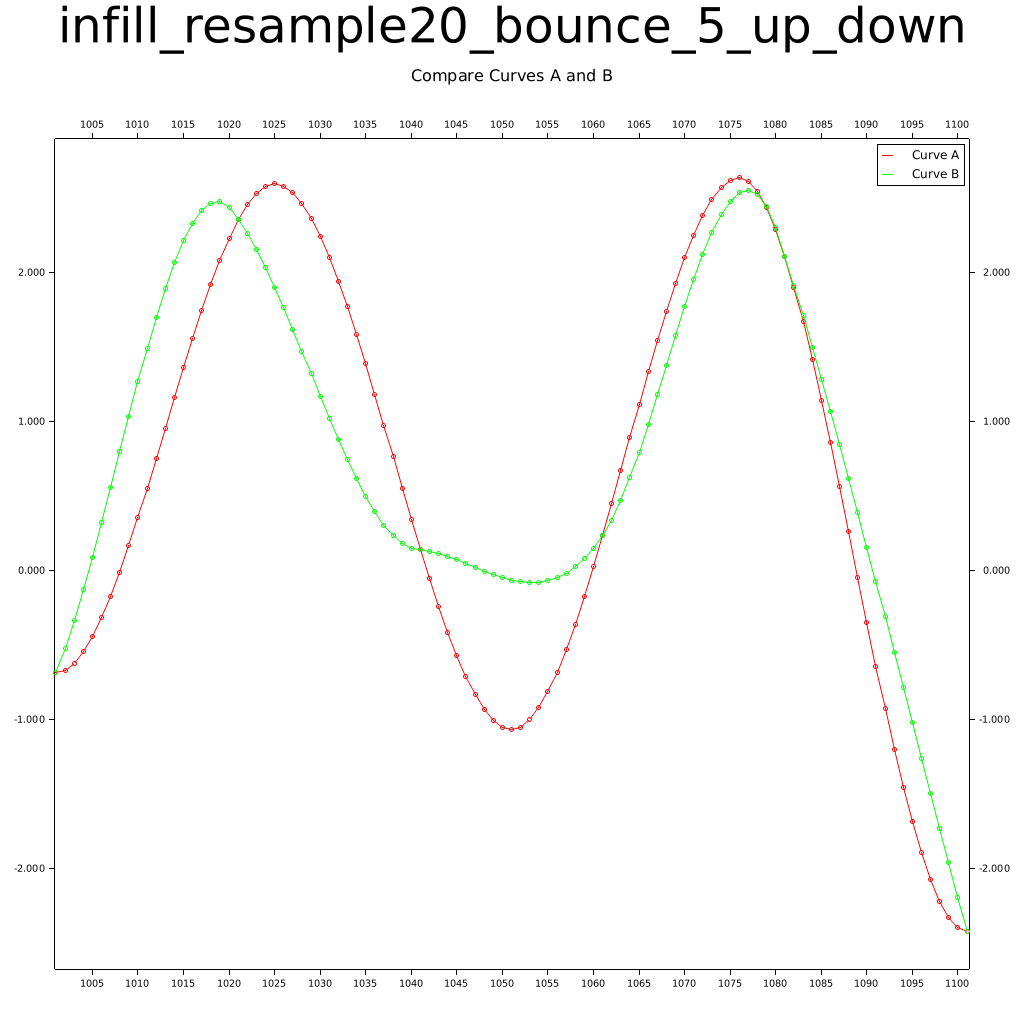 infill_resample20_bounce_5_up_down
Compare Curves A and B
1005 1010 1015 1020 1025 1030 1035 1040 1045 1050 1055 1060 1065 1070 1075 1080 1085 1090 1095 1100
Curve A
Curve B
2.000 2.000
1.000 1.000
0.000 0.000
-1.000 -1.000
-2.000 -2.000
1005 1010 1015 1020 1025 1030 1035 1040 1045 1050 1055 1060 1065 1070 1075 1080 1085 1090 1095 1100